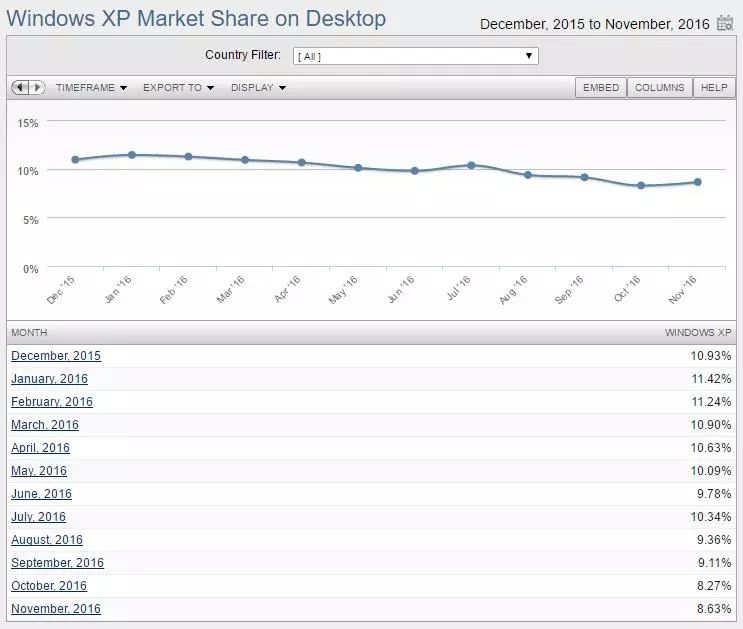 Windows XP Market Share on Desktop
December, 2015 to November, 2016
Country Filter: [ All ]
TIMEFRAME EXPORT TO DISPLAY EMBED COLUMNS HELP
15%
10%
5%
0%
Dec '15 Jan '16 Feb '16 Mar '16 Apr '16 May '16 Jun '16 Jul '16 Aug '16 Sep '16 Oct '16 Nov '16
MONTH WINDOWS XP
December, 2015 10.93%
January, 2016 11.42%
February, 2016 11.24%
March, 2016 10.90%
April, 2016 10.63%
May, 2016 10.09%
June, 2016 9.78%
July, 2016 10.34%
August, 2016 9.36%
September, 2016 9.11%
October, 2016 8.27%
November, 2016 8.63%